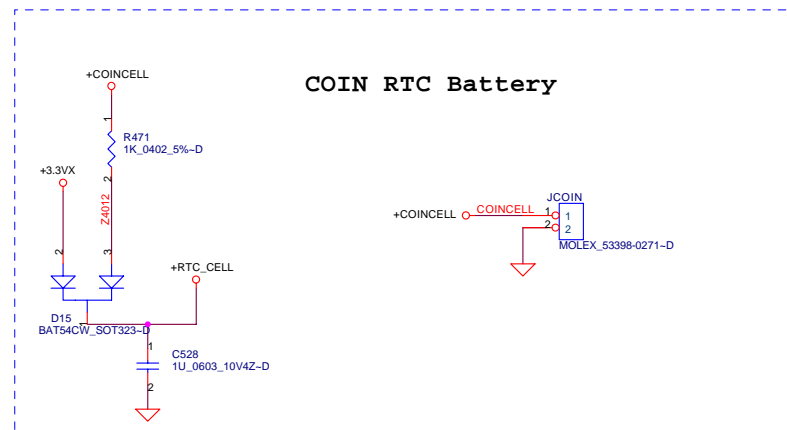 COIN RTC Battery
+COINCELL
1
R471
1K_0402_5%~D
2
Z4012
+3.3VX
2
3
+RTC_CELL
D15
BAT54CW_SOT323~D
1
1
C528
1U_0603_10V4Z~D
2
JCOIN
+COINCELL
COINCELL
1
1
2
2
MOLEX_53398-0271~D